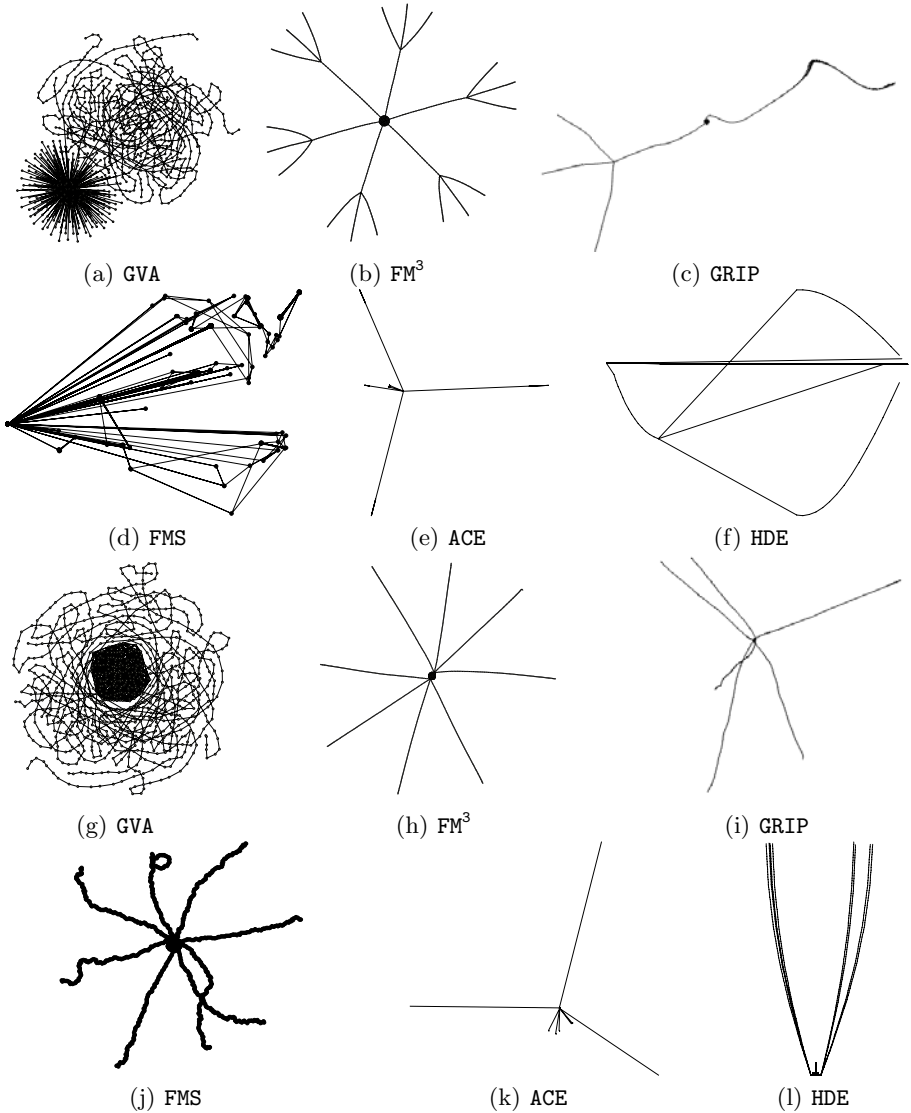 (a) GVA
(b) FM³
(c) GRIP
(d) FMS
(e) ACE
(f) HDE
(g) GVA
(h) FM³
(i) GRIP
(j) FMS
(k) ACE
(l) HDE